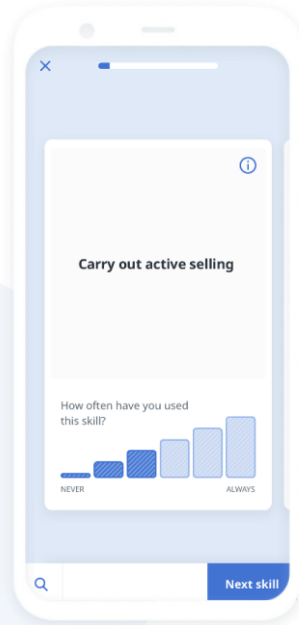 Carry out active selling
How often have you used
this skill?
NEVER ALWAYS
Next skill